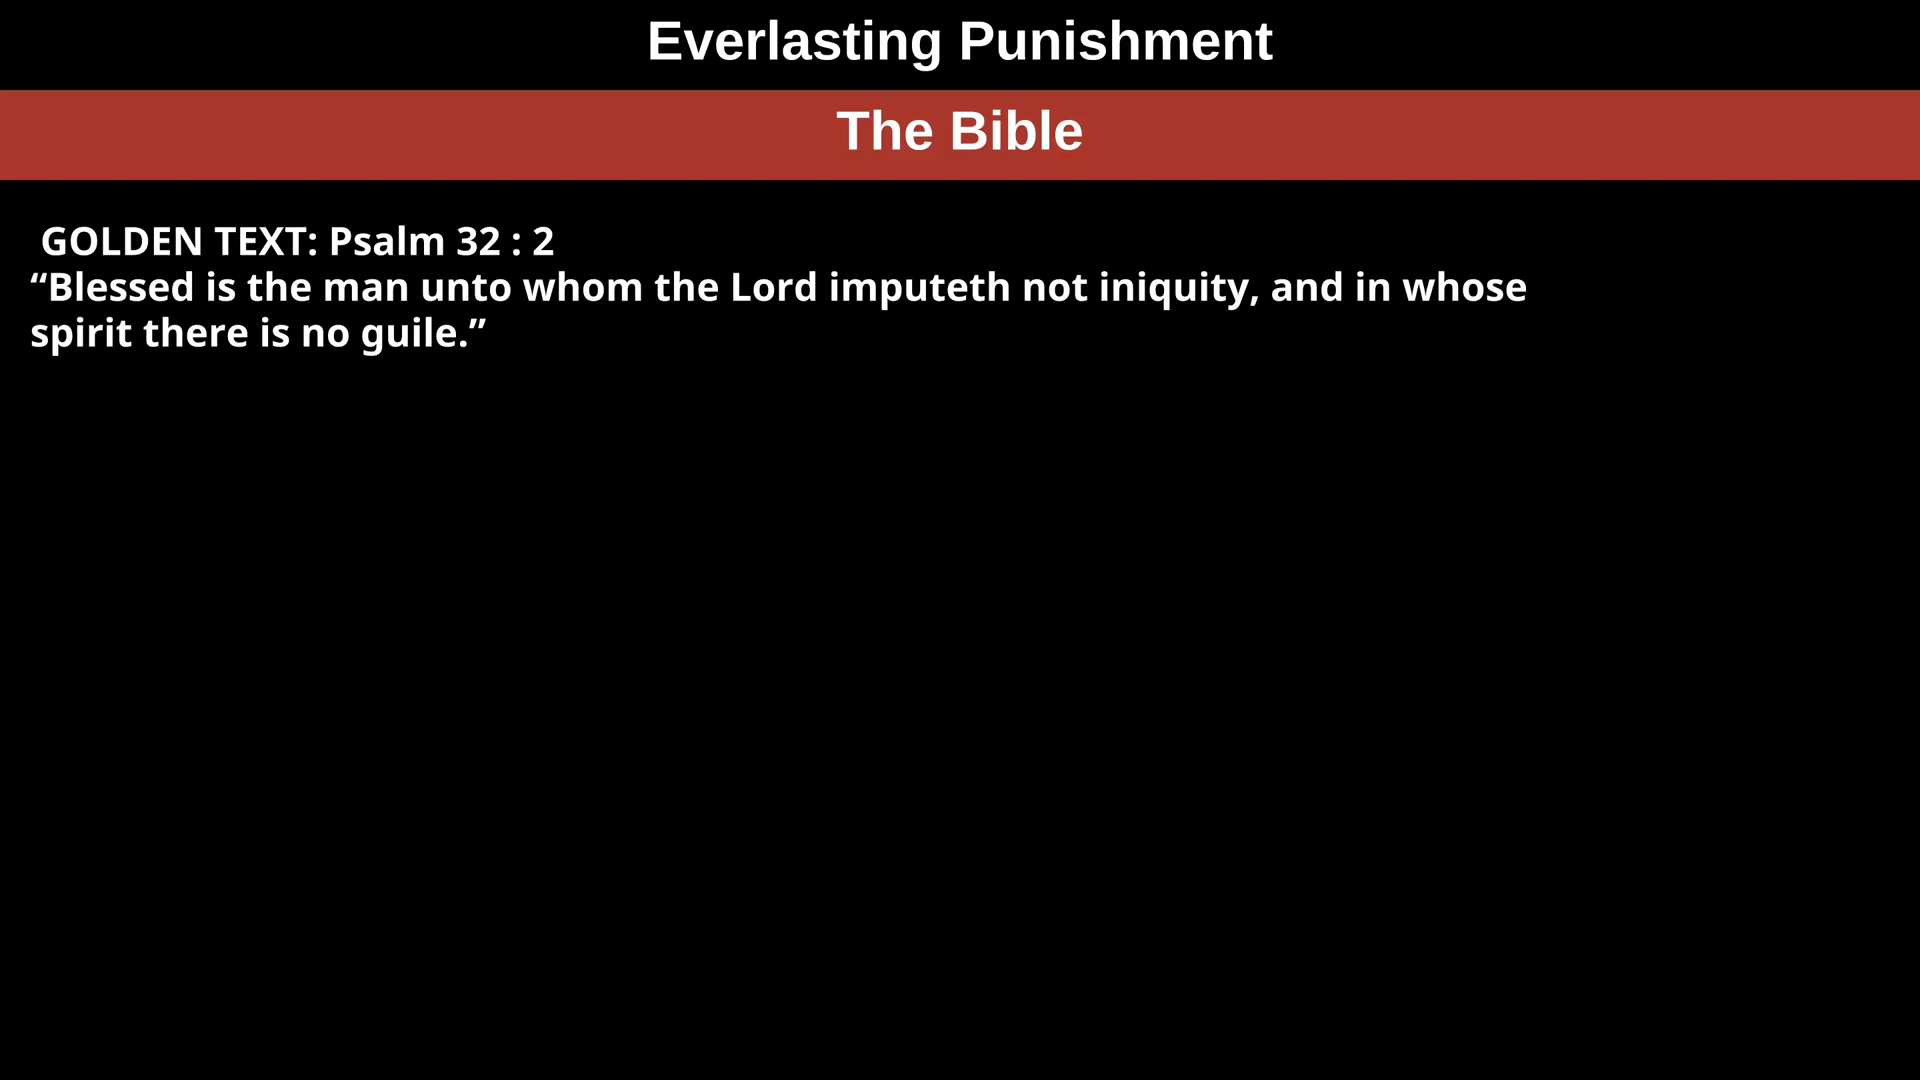 Everlasting Punishment
The Bible
GOLDEN TEXT: Psalm 32 : 2
“Blessed is the man unto whom the Lord imputeth not iniquity, and in whose
spirit there is no guile.”